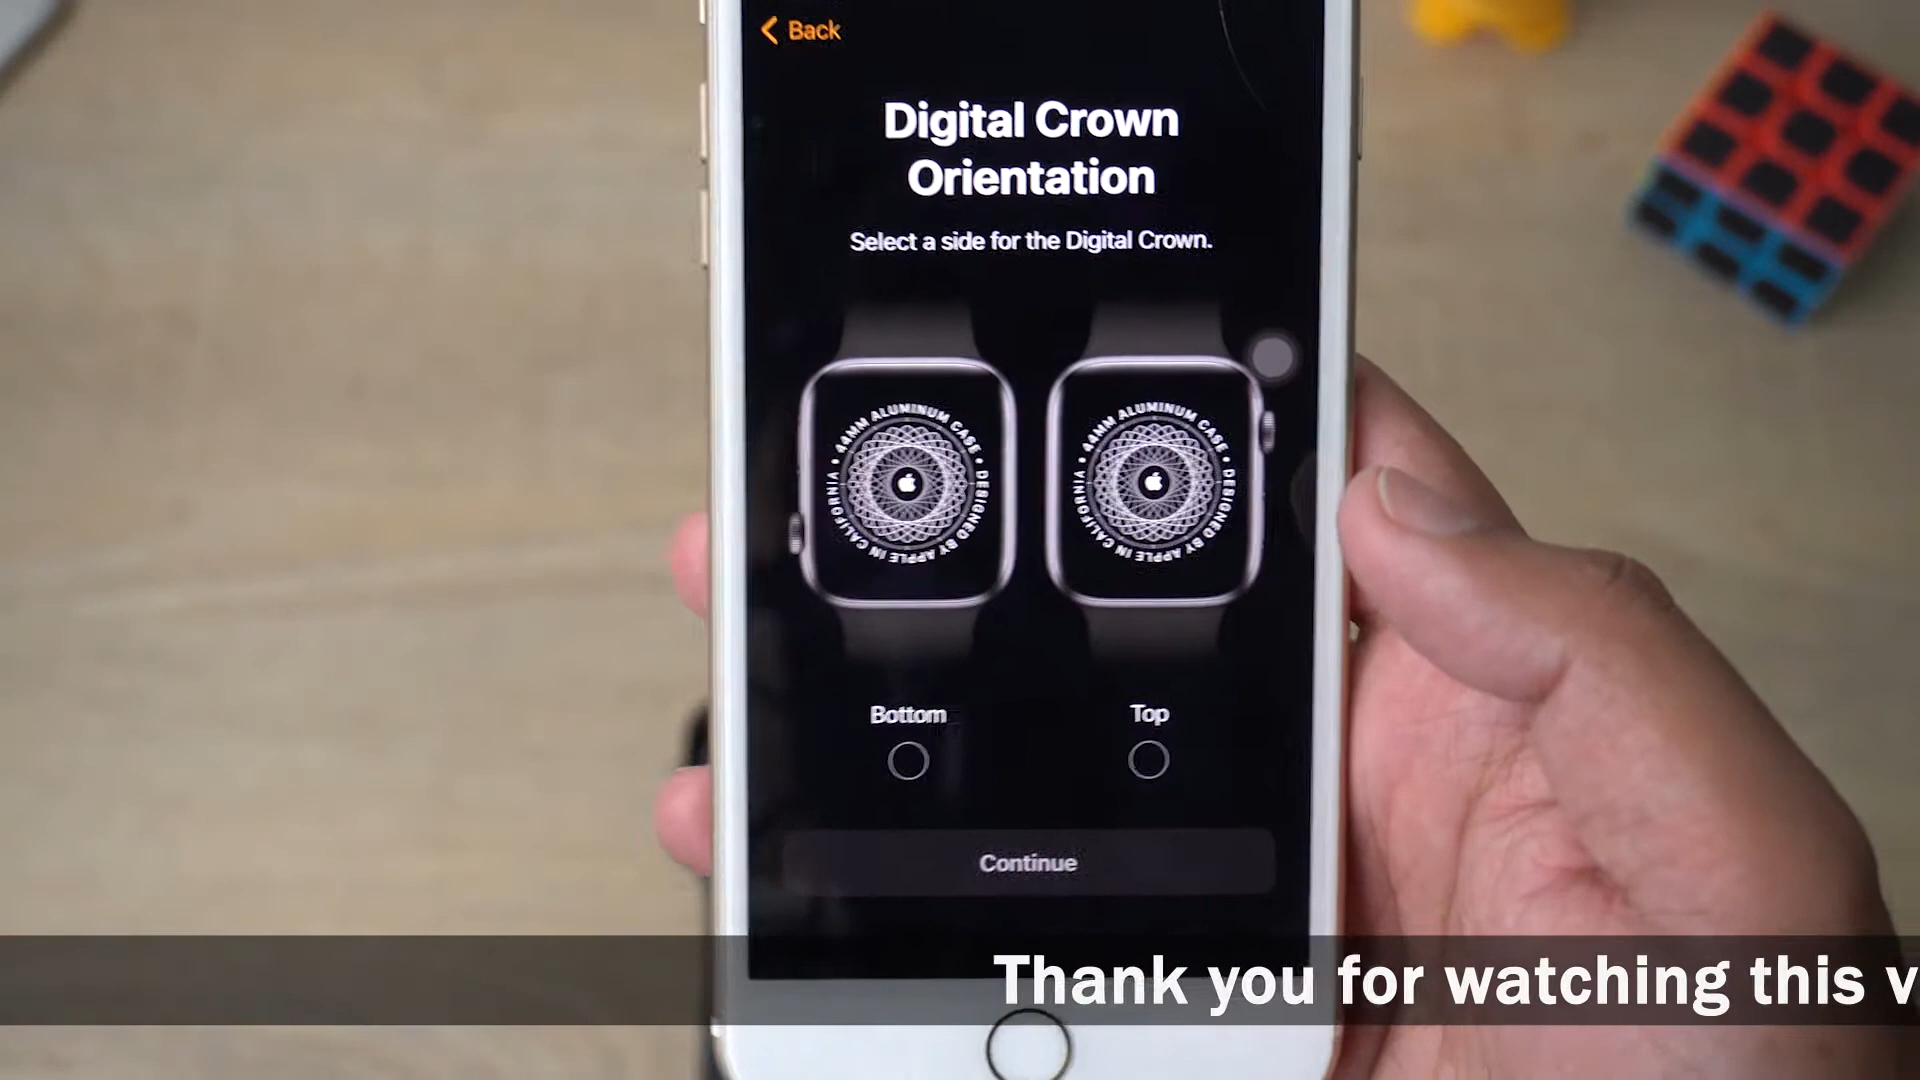 Back
Digital Crown
Orientation
Select a side for the Digital Crown.
• 44MM ALUMINUM CASE • DESIGNED BY APPLE IN CALIFORNIA
• 44MM ALUMINUM CASE • DESIGNED BY APPLE IN CALIFORNIA
Bottom
Top
Continue
Thank you for watching this v